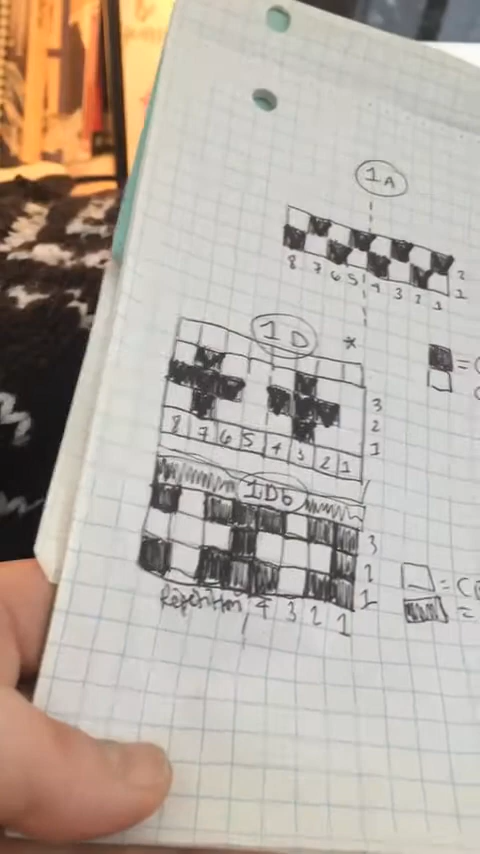 1A
2
8 7 6 5 4 3 2 1 1
1D *
= C
3
2
8 7 6 5 4 3 2 1 1
1Db
3
2
= C
1
Répétition 4 3 2 1
=